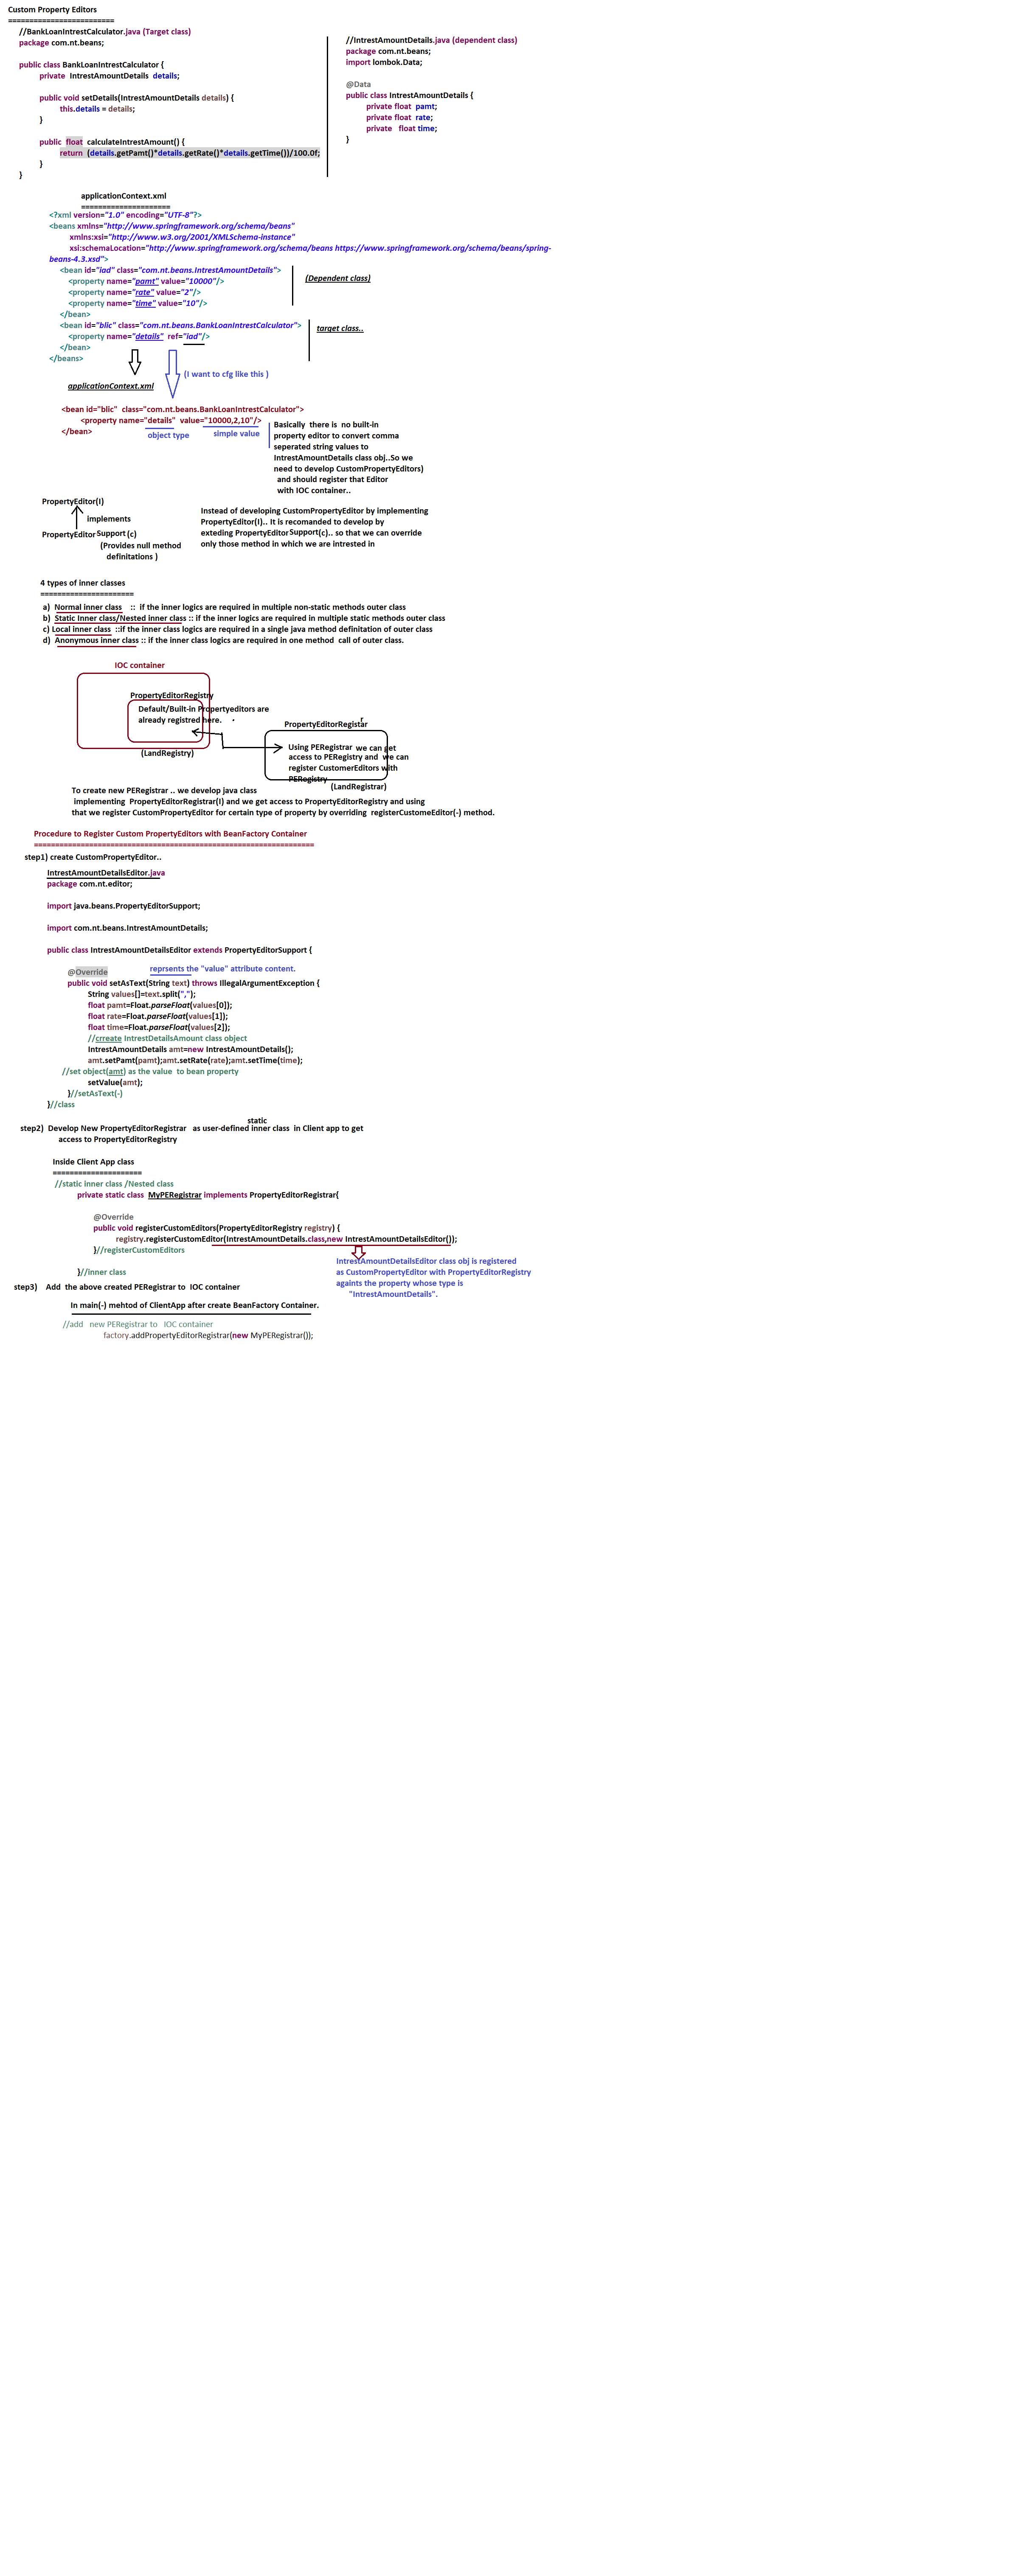 Custom Property Editors
=========================
//BankLoanIntrestCalculator.java (Target class)
package com.nt.beans;
public class BankLoanIntrestCalculator {
private  IntrestAmountDetails  details;
public void setDetails(IntrestAmountDetails details) {
this.details = details;
}
public  float  calculateIntrestAmount() {
return  (details.getPamt()*details.getRate()*details.getTime())/100.0f;
}
}
//IntrestAmountDetails.java (dependent class)
package com.nt.beans;
import lombok.Data;
@Data
public class IntrestAmountDetails {
private float  pamt;
private float  rate;
private   float time;
}
applicationContext.xml
=====================
<?xml version="1.0" encoding="UTF-8"?>
<beans xmlns="http://www.springframework.org/schema/beans"
xmlns:xsi="http://www.w3.org/2001/XMLSchema-instance"
xsi:schemaLocation="http://www.springframework.org/schema/beans https://www.springframework.org/schema/beans/spring-
beans-4.3.xsd">
<bean id="iad" class="com.nt.beans.IntrestAmountDetails">
<property name="pamt" value="10000"/>
<property name="rate" value="2"/>
<property name="time" value="10"/>
</bean>
(Dependent class)
<bean id="blic" class="com.nt.beans.BankLoanIntrestCalculator">
<property name="details"  ref="iad"/>
</bean>
</beans>
target class..
(I want to cfg like this )
applicationContext.xml
<bean id="blic"  class="com.nt.beans.BankLoanIntrestCalculator">
<property name="details"  value="10000,2,10"/>
</bean>
object type
simple value
Basically  there is  no built-in
property editor to convert comma
seperated string values to
IntrestAmountDetails class obj..So we
need to develop CustomPropertyEditors)
and should register that Editor
with IOC container..
PropertyEditor(I)
implements
PropertyEditorSupport(c)
(Provides null method
definitations )
Instead of developing CustomPropertyEditor by implementing
PropertyEditor(I).. It is recomanded to develop by
exteding PropertyEditorSupport(c).. so that we can override
only those method in which we are intrested in
4 types of inner classes
======================
a)  Normal inner class    ::  if the inner logics are required in multiple non-static methods outer class
b)  Static Inner class/Nested inner class :: if the inner logics are required in multiple static methods outer class
c) Local inner class  ::if the inner class logics are required in a single java method definitation of outer class
d)  Anonymous inner class :: if the inner class logics are required in one method  call of outer class.
IOC container
PropertyEditorRegistry
Default/Built-in Propertyeditors are
already registred here.
(LandRegistry)
r
PropertyEditorRegistar
Using PERegistrar we can get
access to PERegistry and  we can
register CustomerEditors with
PERegistry
(LandRegistrar)
To create new PERegistrar .. we develop java class
implementing  PropertyEditorRegistrar(I) and we get access to PropertyEditorRegistry and using
that we register CustomPropertyEditor for certain type of property by overriding  registerCustomeEditor(-) method.
Procedure to Register Custom PropertyEditors with BeanFactory Container
==================================================================
step1) create CustomPropertyEditor..
IntrestAmountDetailsEditor.java
package com.nt.editor;
import java.beans.PropertyEditorSupport;
import com.nt.beans.IntrestAmountDetails;
public class IntrestAmountDetailsEditor extends PropertyEditorSupport {
@Override
reprsents the "value" attribute content.
public void setAsText(String text) throws IllegalArgumentException {
String values[]=text.split(",");
float pamt=Float.parseFloat(values[0]);
float rate=Float.parseFloat(values[1]);
float time=Float.parseFloat(values[2]);
//crreate IntrestDetailsAmount class object
IntrestAmountDetails amt=new IntrestAmountDetails();
amt.setPamt(pamt);amt.setRate(rate);amt.setTime(time);
//set object(amt) as the value  to bean property
setValue(amt);
}//setAsText(-)
}//class
static
step2)  Develop New PropertyEditorRegistrar   as user-defined inner class  in Client app to get
access to PropertyEditorRegistry
Inside Client App class
=====================
//static inner class /Nested class
private static class  MyPERegistrar implements PropertyEditorRegistrar{
@Override
public void registerCustomEditors(PropertyEditorRegistry registry) {
registry.registerCustomEditor(IntrestAmountDetails.class,new IntrestAmountDetailsEditor());
}//registerCustomEditors
}//inner class
IntrestAmountDetailsEditor class obj is registered
as CustomPropertyEditor with PropertyEditorRegistry
againts the property whose type is
"IntrestAmountDetails".
step3)    Add  the above created PERegistrar to  IOC container
In main(-) mehtod of ClientApp after create BeanFactory Container.
//add   new PERegistrar to   IOC container
factory.addPropertyEditorRegistrar(new MyPERegistrar());